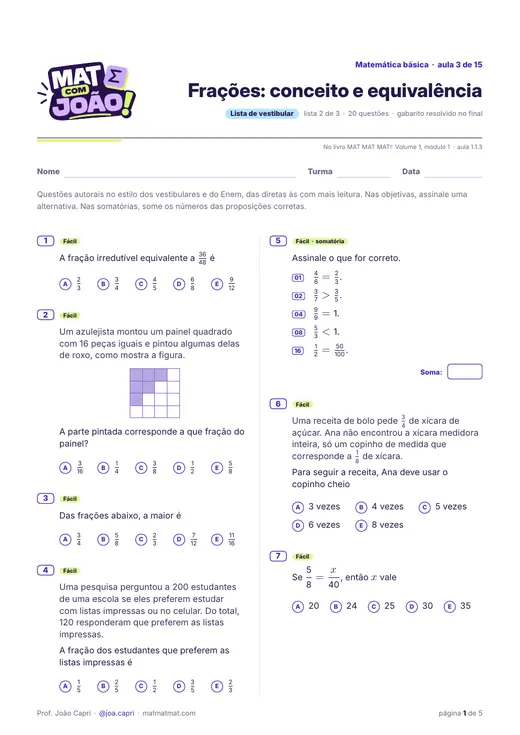 MAT
COM
JOÃO!
Matemática básica · aula 3 de 15
Frações: conceito e equivalência
Lista de vestibular lista 2 de 3 · 20 questões · gabarito resolvido no final
No livro MAT MAT MAT! Volume 1, módulo 1 · aula 1.1.3
Nome Turma Data
Questões autorais no estilo dos vestibulares e do Enem, das diretas às com mais leitura. Nas objetivas, assinale uma
alternativa. Nas somatórias, some os números das proposições corretas.
1 Fácil
A fração irredutível equivalente a 36/48 é
A 2/3 B 3/4 C 4/5 D 6/8 E 9/12
2 Fácil
Um azulejista montou um painel quadrado
com 16 peças iguais e pintou algumas delas
de roxo, como mostra a figura.
A parte pintada corresponde a que fração do
painel?
A 3/16 B 1/4 C 3/8 D 1/2 E 5/8
3 Fácil
Das frações abaixo, a maior é
A 3/4 B 5/8 C 2/3 D 7/12 E 11/16
4 Fácil
Uma pesquisa perguntou a 200 estudantes
de uma escola se eles preferem estudar
com listas impressas ou no celular. Do total,
120 responderam que preferem as listas
impressas.
A fração dos estudantes que preferem as
listas impressas é
A 1/5 B 2/5 C 1/2 D 3/5 E 2/3
5 Fácil · somatória
Assinale o que for correto.
01 4/6 = 2/3.
02 3/7 > 3/5.
04 9/9 = 1.
08 5/3 < 1.
16 1/2 = 50/100.
Soma:
6 Fácil
Uma receita de bolo pede 3/4 de xícara de
açúcar. Ana não encontrou a xícara medidora
inteira, só um copinho de medida que
corresponde a 1/8 de xícara.
Para seguir a receita, Ana deve usar o
copinho cheio
A 3 vezes B 4 vezes C 5 vezes
D 6 vezes E 8 vezes
7 Fácil
Se 5/8 = x/40, então x vale
A 20 B 24 C 25 D 30 E 35
Prof. João Capri · @joa.capri · matmatmat.com
página 1 de 5